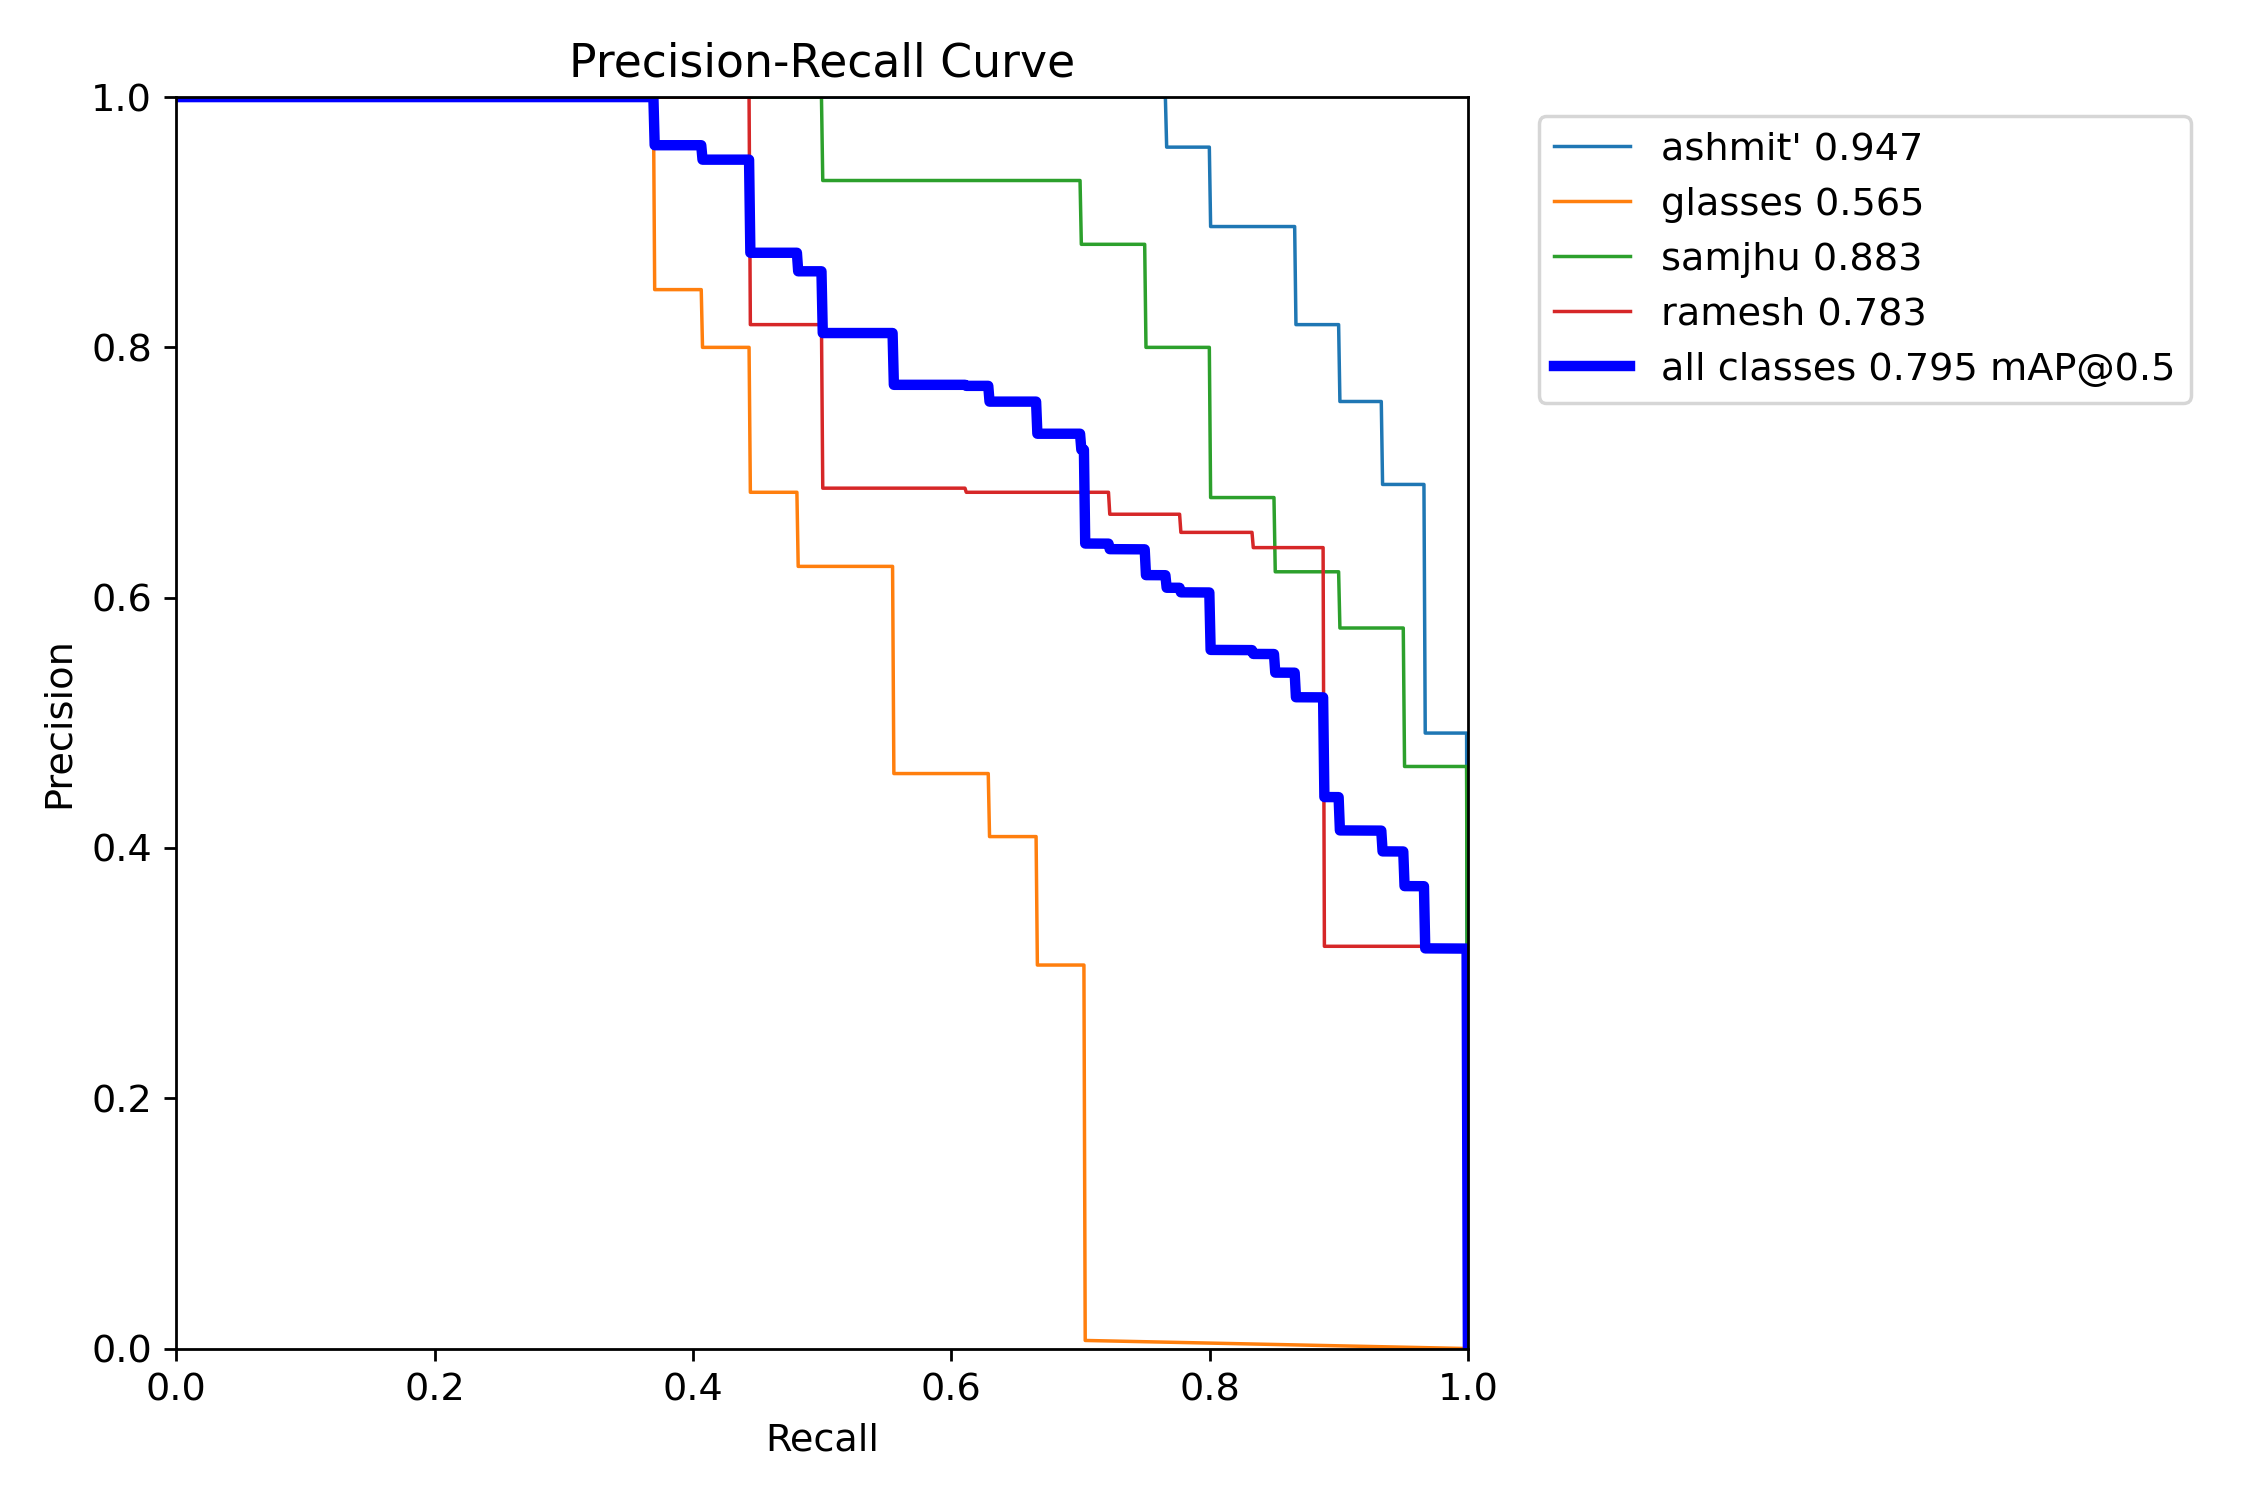 Precision-Recall Curve
1.0
0.8
0.6
0.4
0.2
0.0
Precision
0.0 0.2 0.4 0.6 0.8 1.0
Recall
ashmit' 0.947
glasses 0.565
samjhu 0.883
ramesh 0.783
all classes 0.795 mAP@0.5